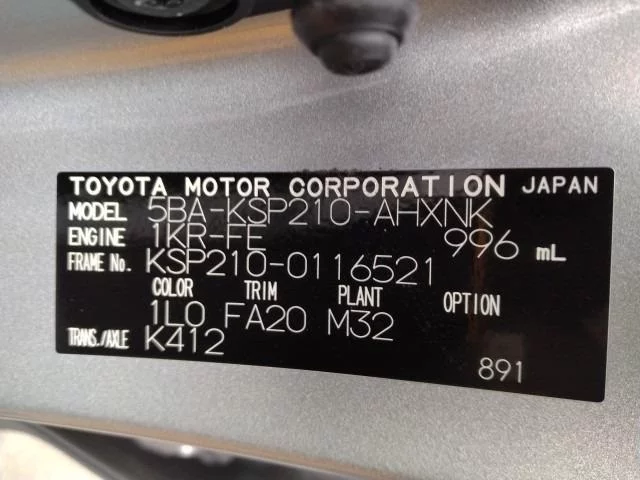 TOYOTA MOTOR CORPORATION JAPAN
MODEL 5BA-KSP210-AHXNK
ENGINE 1KR-FE 996 mL
FRAME No. KSP210-0116521
COLOR TRIM PLANT OPTION
1L0 FA20 M32
TRANS./AXLE K412
891